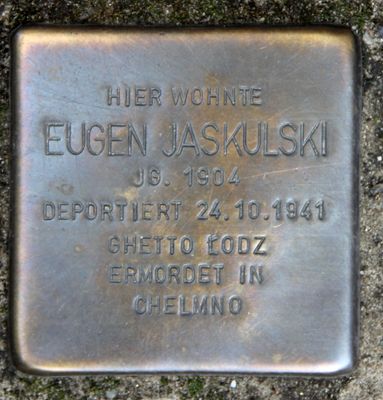 HIER WOHNTE
EUGEN JASKULSKI
JG. 1904
DEPORTIERT 24.10.1941
GHETTO ŁODZ
ERMORDET IN
CHELMNO